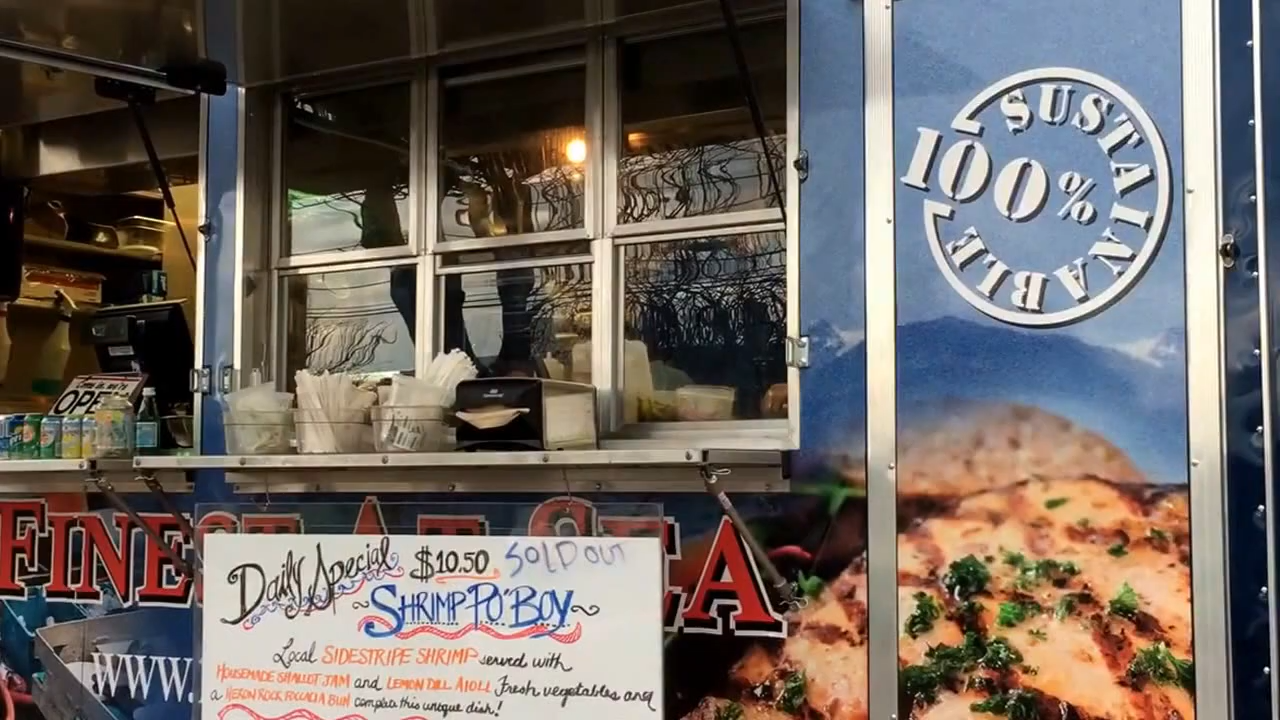 100% SUSTAINABLE
OPEN
FINEST AT SEA
Daily Special $10.50 SOLD OUT
SHRIMP PO'BOY
Local SIDESTRIPE SHRIMP served with
HOUSEMADE SHALLOT JAM and LEMON DILL AIOLI Fresh vegetables and
a HERON ROCK FOCCACIA BUN complete this unique dish!
WWW.